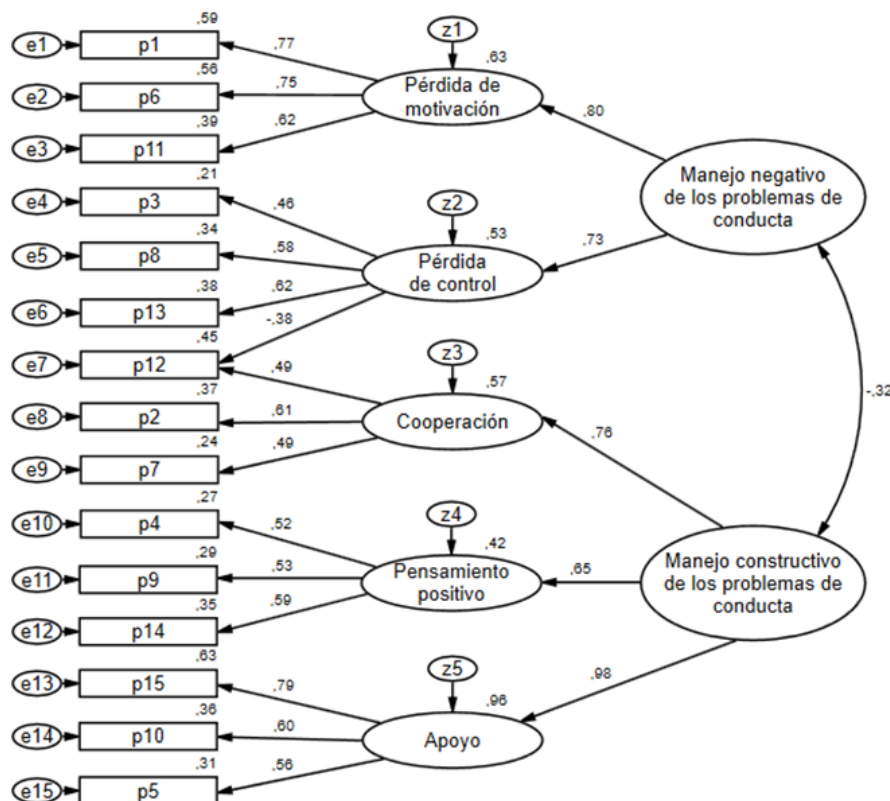 ,59
e1 p1 ,77
,56
e2 p6 ,75
,39
e3 p11 ,62
z1 ,63
Pérdida de
motivación
,80
,21
e4 p3 ,46
,34
e5 p8 ,58
,38
e6 p13 ,62
-,38
z2 ,53
Pérdida
de control
,73
Manejo negativo
de los problemas de
conducta
-,32
,45
e7 p12 ,49
,37
e8 p2 ,61
,24
e9 p7 ,49
z3 ,57
Cooperación
,76
,27
e10 p4 ,52
,29
e11 p9 ,53
,35
e12 p14 ,59
z4 ,42
Pensamiento
positivo
,65
Manejo constructivo
de los problemas de
conducta
,63
e13 p15 ,79
,36
e14 p10 ,60
,31
e15 p5 ,56
z5 ,96
Apoyo
,98